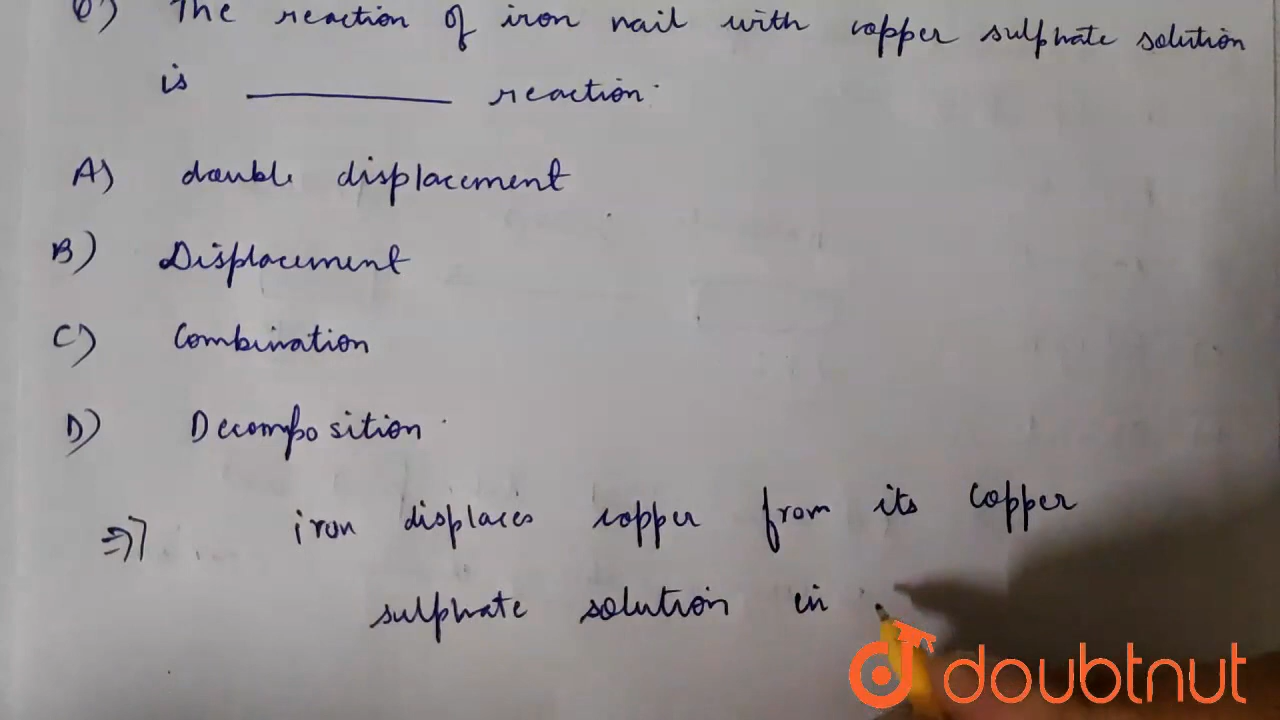 Q) The reaction of iron nail with copper sulphate solution
is ________ reaction.
A) double displacement
B) Displacement
C) Combination
D) Decomposition.
⇒ iron displaces copper from its copper
sulphate solution in
doubtnut